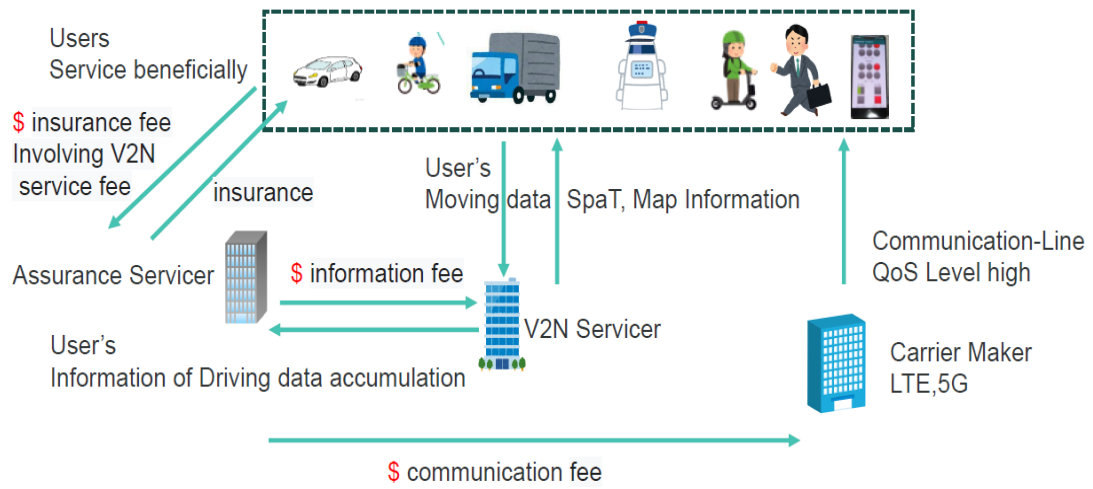 Users
Service beneficially
$ insurance fee
Involving V2N
service fee
insurance
User's
Moving data
SpaT, Map Information
Communication-Line
QoS Level high
Assurance Servicer
$ information fee
V2N Servicer
User's
Information of Driving data accumulation
Carrier Maker
LTE,5G
$ communication fee